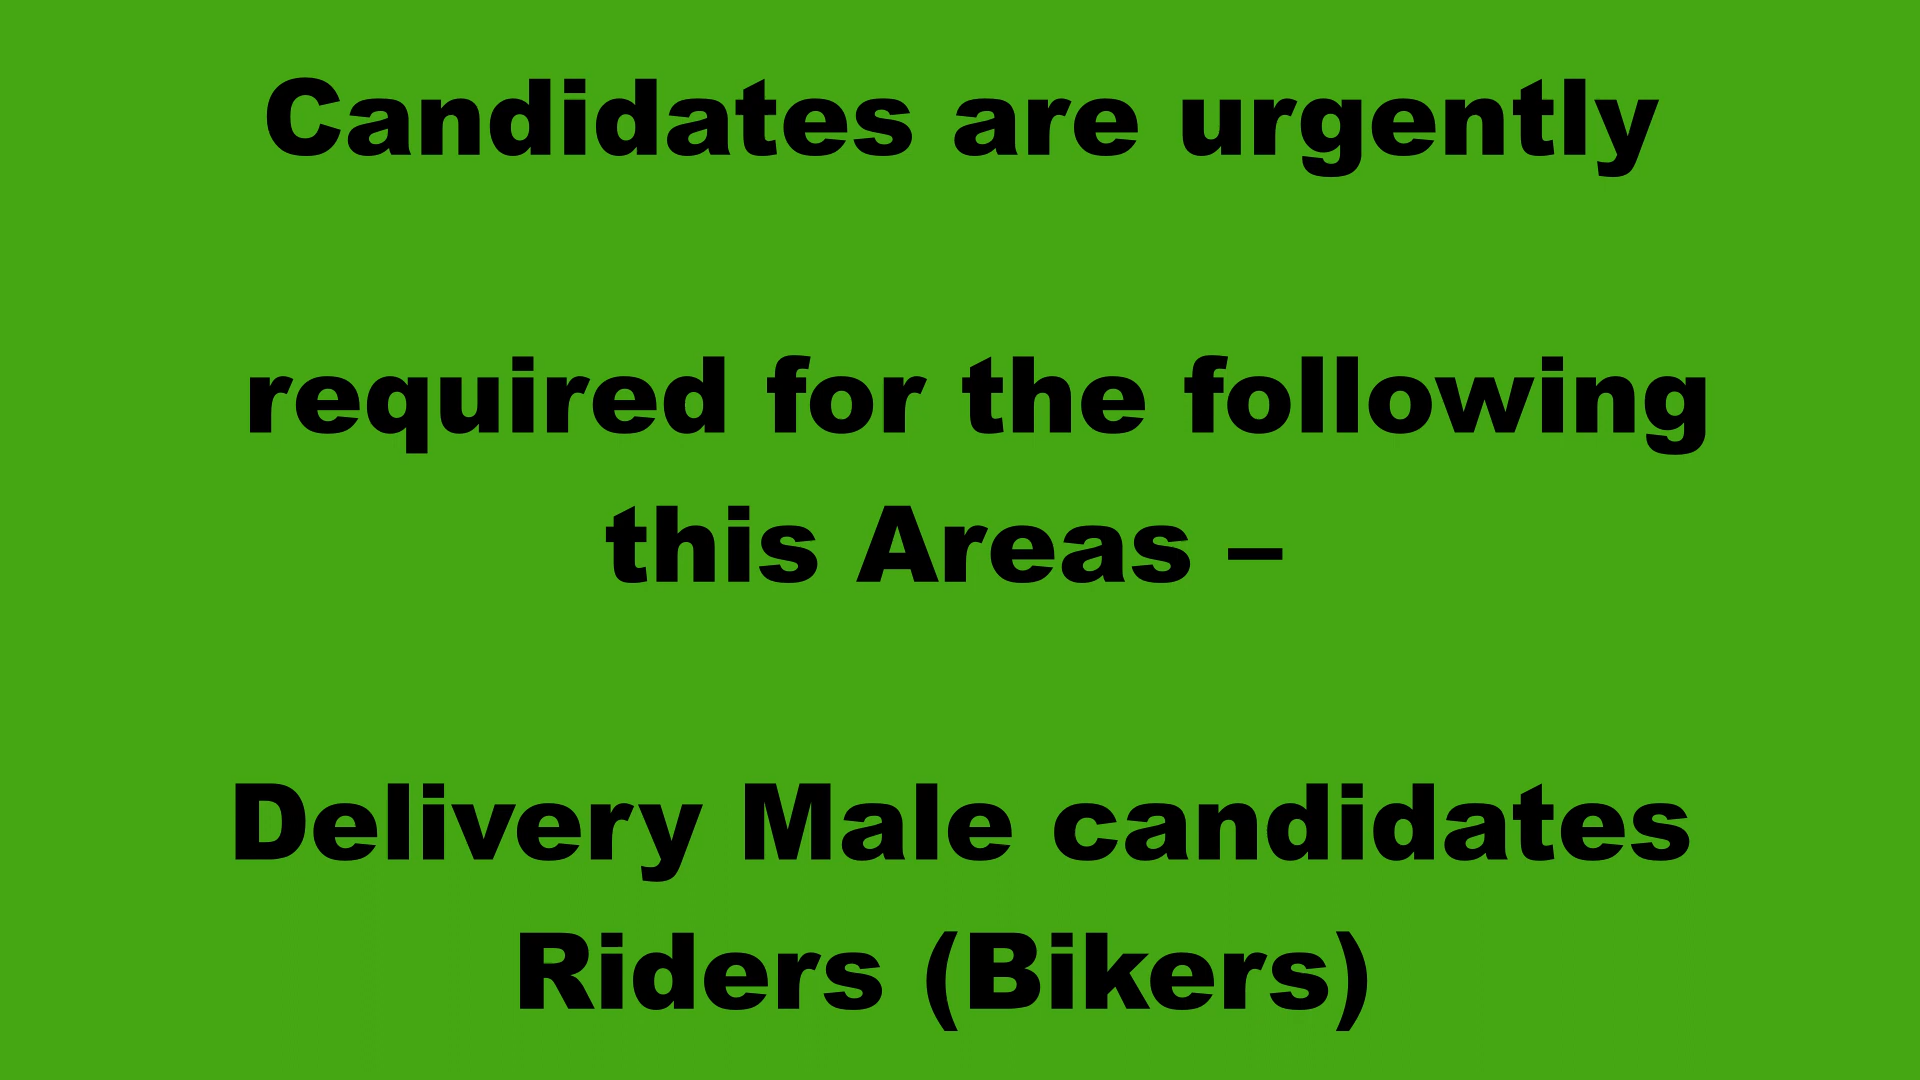 Candidates are urgently
required for the following
this Areas –
Delivery Male candidates
Riders (Bikers)